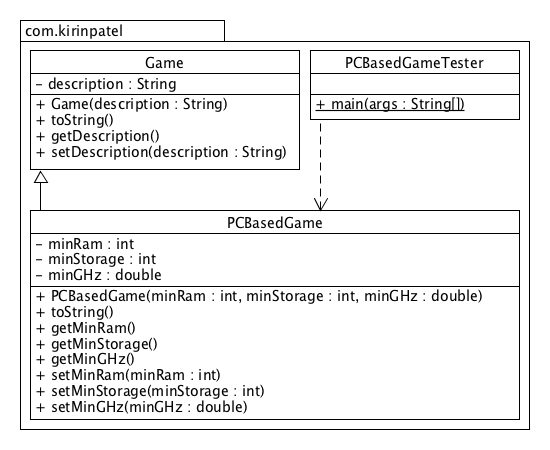 com.kirinpatel
Game
- description : String
+ Game(description : String)
+ toString()
+ getDescription()
+ setDescription(description : String)
PCBasedGameTester
+ main(args : String[])
PCBasedGame
- minRam : int
- minStorage : int
- minGHz : double
+ PCBasedGame(minRam : int, minStorage : int, minGHz : double)
+ toString()
+ getMinRam()
+ getMinStorage()
+ getMinGHz()
+ setMinRam(minRam : int)
+ setMinStorage(minStorage : int)
+ setMinGHz(minGHz : double)